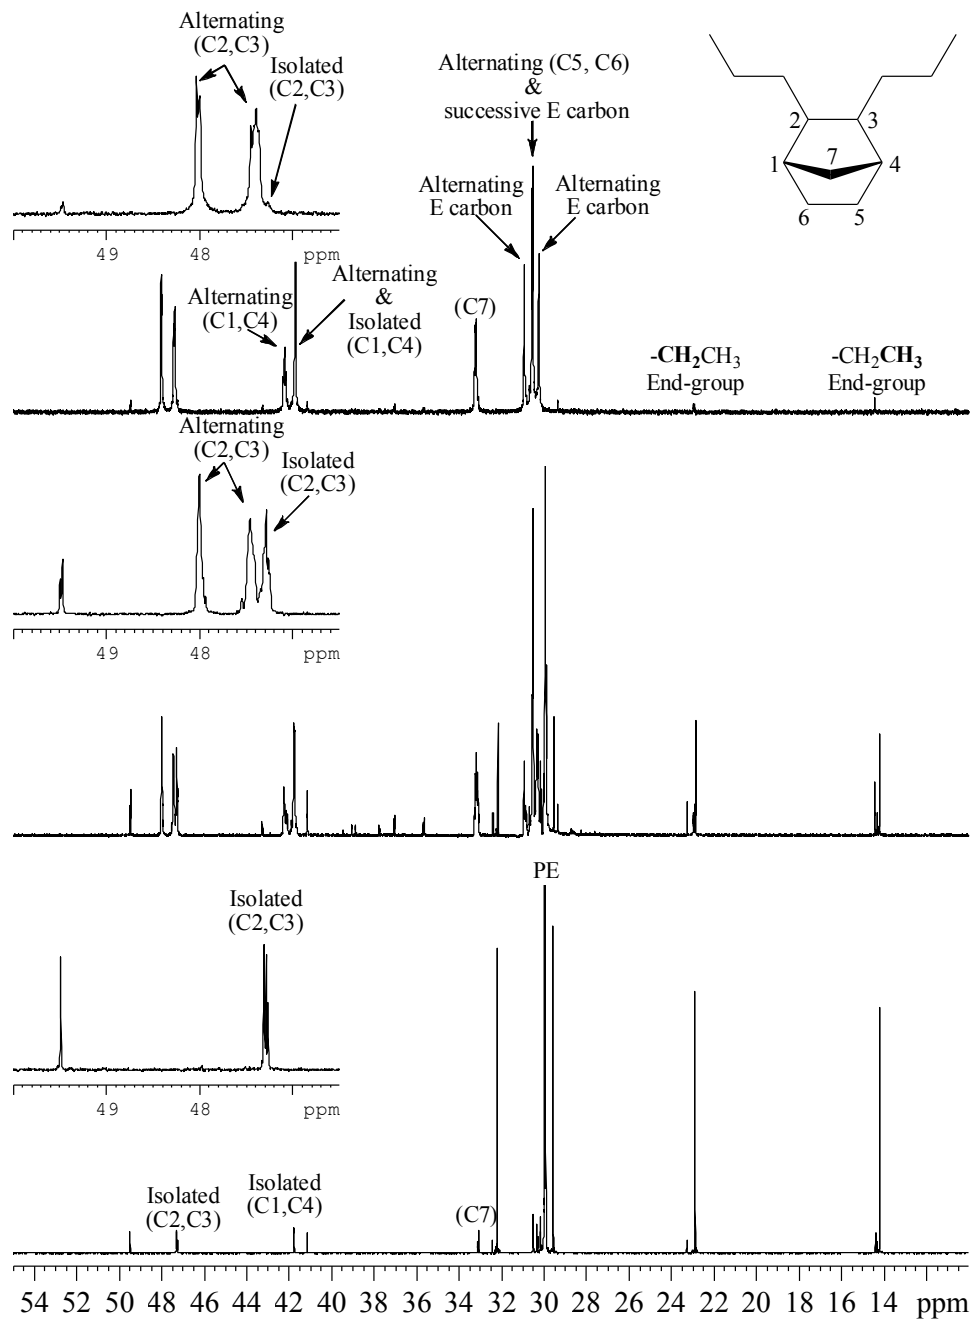 Alternating
(C2,C3)
Isolated
(C2,C3)
49
48
ppm
Alternating (C5, C6)
&
successive E carbon
Alternating
E carbon
Alternating
E carbon
2
3
1
7
4
6
5
Alternating
(C1,C4)
Alternating
&
Isolated
(C1,C4)
(C7)
-CH2CH3
End-group
-CH2CH3
End-group
Alternating
(C2,C3)
Isolated
(C2,C3)
49
48
ppm
PE
Isolated
(C2,C3)
49
48
ppm
Isolated
(C2,C3)
Isolated
(C1,C4)
(C7)
54 52 50 48 46 44 42 40 38 36 34 32 30 28 26 24 22 20 18 16 14 ppm